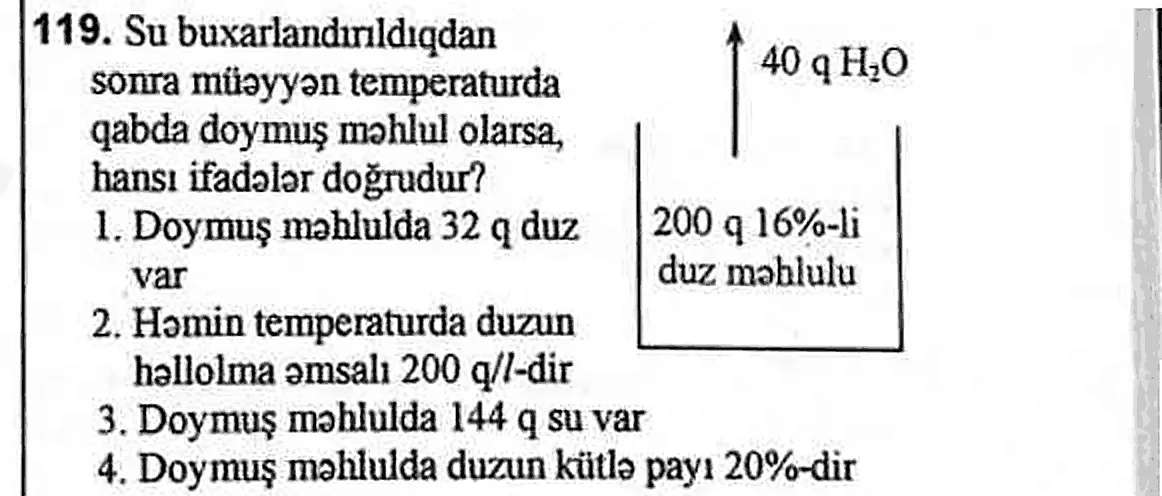 119. Su buxarlandırıldıqdan
sonra müəyyən temperaturda
qabda doymuş məhlul olarsa,
hansı ifadələr doğrudur?
1. Doymuş məhlulda 32 q duz
var
2. Həmin temperaturda duzun
həllolma əmsalı 200 q/l-dir
3. Doymuş məhlulda 144 q su var
4. Doymuş məhlulda duzun kütlə payı 20%-dir
40 q H₂O
200 q 16%-li
duz məhlulu